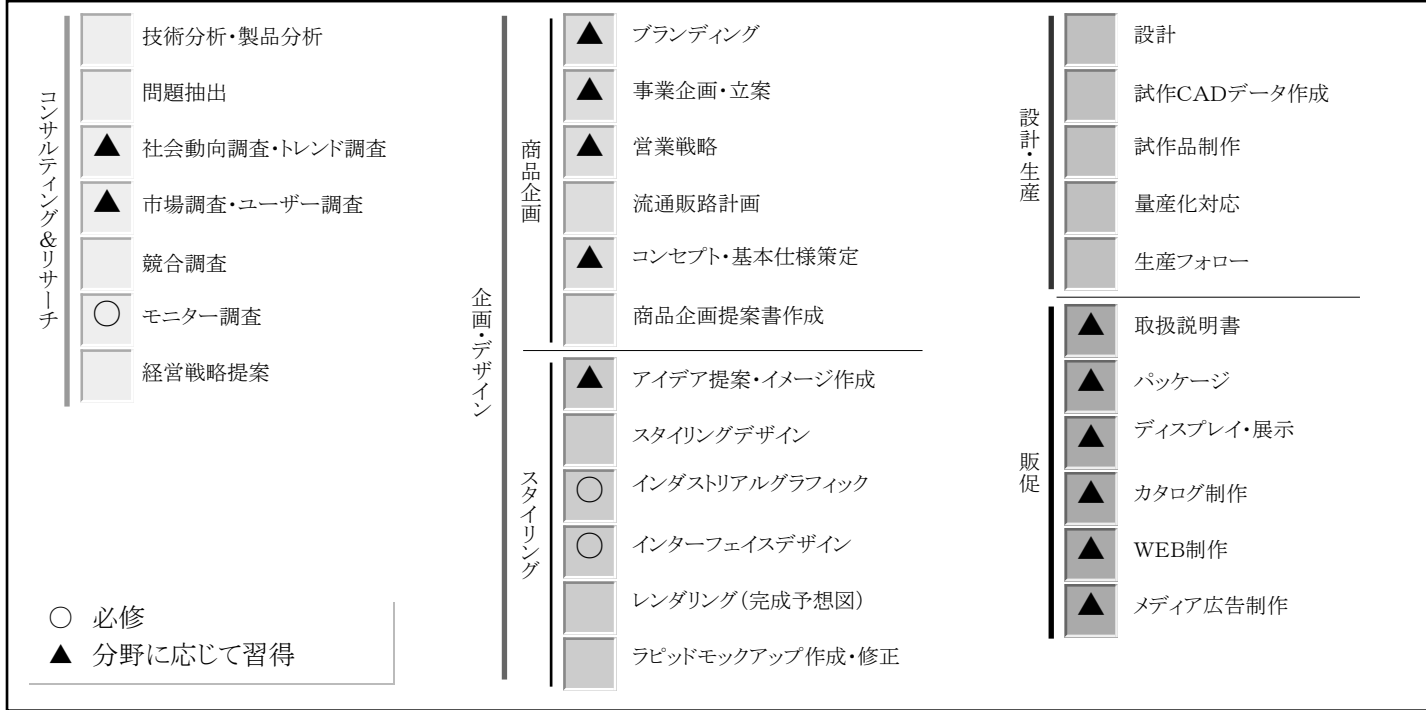 コンサルティング&リサーチ
技術分析・製品分析
問題抽出
▲ 社会動向調査・トレンド調査
▲ 市場調査・ユーザー調査
競合調査
○ モニター調査
経営戦略提案
○ 必修
▲ 分野に応じて習得
企画・デザイン
商品企画
▲ ブランディング
▲ 事業企画・立案
▲ 営業戦略
流通販路計画
▲ コンセプト・基本仕様策定
商品企画提案書作成
スタイリング
▲ アイデア提案・イメージ作成
スタイリングデザイン
○ インダストリアルグラフィック
○ インターフェイスデザイン
レンダリング(完成予想図)
ラピッドモックアップ作成・修正
設計・生産
設計
試作CADデータ作成
試作品制作
量産化対応
生産フォロー
販促
▲ 取扱説明書
▲ パッケージ
▲ ディスプレイ・展示
▲ カタログ制作
▲ WEB制作
▲ メディア広告制作